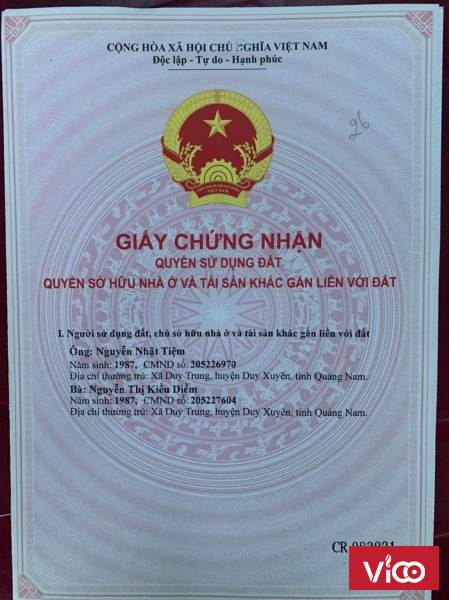 CỘNG HÒA XÃ HỘI CHỦ NGHĨA VIỆT NAM
Độc lập - Tự do - Hạnh phúc
26
VIỆT NAM
GIẤY CHỨNG NHẬN
QUYỀN SỬ DỤNG ĐẤT
QUYỀN SỞ HỮU NHÀ Ở VÀ TÀI SẢN KHÁC GẮN LIỀN VỚI ĐẤT
I. Người sử dụng đất, chủ sở hữu nhà ở và tài sản khác gắn liền với đất
Ông: Nguyễn Nhật Tiệm
Năm sinh: 1987, CMND số: 205226970
Địa chỉ thường trú: Xã Duy Trung, huyện Duy Xuyên, tỉnh Quảng Nam.
Bà: Nguyễn Thị Kiều Diễm
Năm sinh: 1987, CMND số: 205227604
Địa chỉ thường trú: Xã Duy Trung, huyện Duy Xuyên, tỉnh Quảng Nam.
CR
ViCO